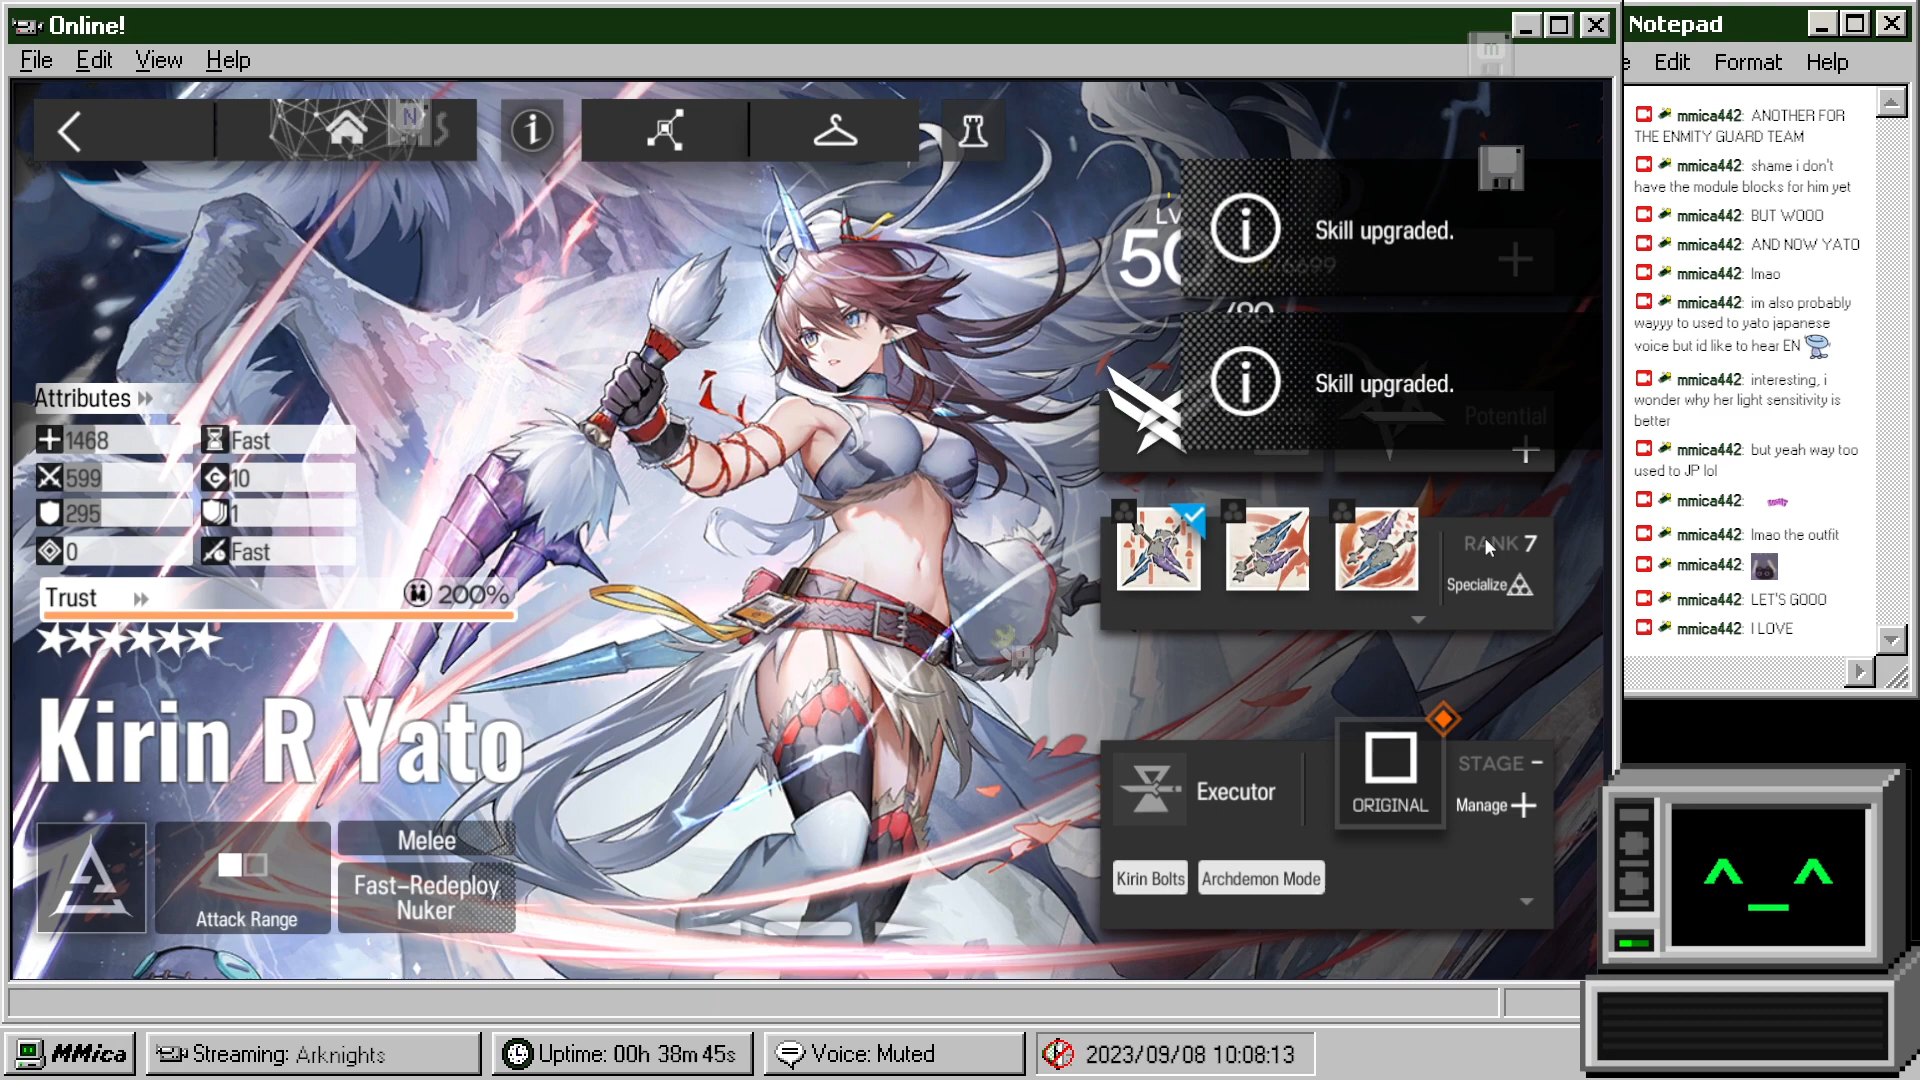 Online!
File Edit View Help
LV
50
Skill upgraded.
Skill upgraded.
Potential
Attributes
1468 Fast
599 10
295 1
0 Fast
Trust 200%
Kirin R Yato
Melee
Fast-Redeploy
Nuker
Attack Range
RANK 7
Specialize
Executor
ORIGINAL
STAGE -
Manage
Kirin Bolts Archdemon Mode
Notepad
Edit Format Help
mmica442: ANOTHER FOR
THE ENMITY GUARD TEAM
mmica442: shame i don't
have the module blocks for him yet
mmica442: BUT WOOO
mmica442: AND NOW YATO
mmica442: lmao
mmica442: im also probably
wayyy to used to yato japanese
voice but id like to hear EN
mmica442: interesting, i
wonder why her light sensitivity is
better
mmica442: but yeah way too
used to JP lol
mmica442:
mmica442: lmao the outfit
mmica442:
mmica442: LET'S GOOO
mmica442: I LOVE
MMica
Streaming: Arknights
Uptime: 00h 38m 45s
Voice: Muted
2023/09/08 10:08:13